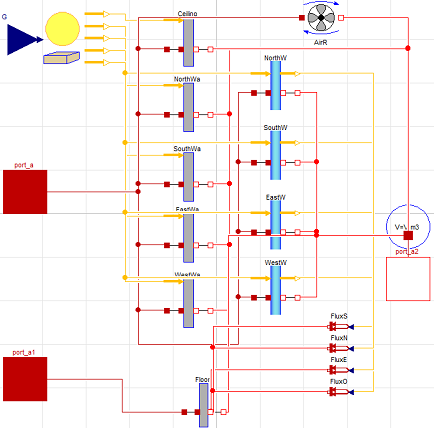 G
Ceiling
AirR
NorthW
NorthWa
SouthW
SouthWa
port_a
EastW
EastWa
V=V m3
port_a2
WestW
WestWa
FluxS
FluxN
port_a1
FluxE
Floor
FluxO